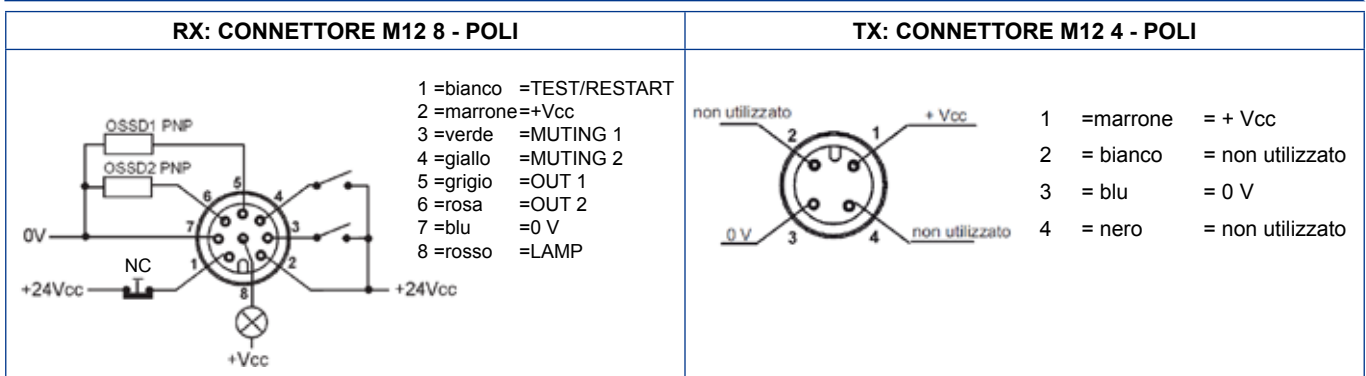 RX: CONNETTORE M12 8 - POLI
OSSD1 PNP
OSSD2 PNP
5
4
6
7
3
0V
1
2
NC
+24Vcc
+24Vcc
8
+Vcc
1 =bianco =TEST/RESTART
2 =marrone=+Vcc
3 =verde =MUTING 1
4 =giallo =MUTING 2
5 =grigio =OUT 1
6 =rosa =OUT 2
7 =blu =0 V
8 =rosso =LAMP
TX: CONNETTORE M12 4 - POLI
non utilizzato
+ Vcc
2
1
0 V
3
4
non utilizzato
1 =marrone = + Vcc
2 = bianco = non utilizzato
3 = blu = 0 V
4 = nero = non utilizzato